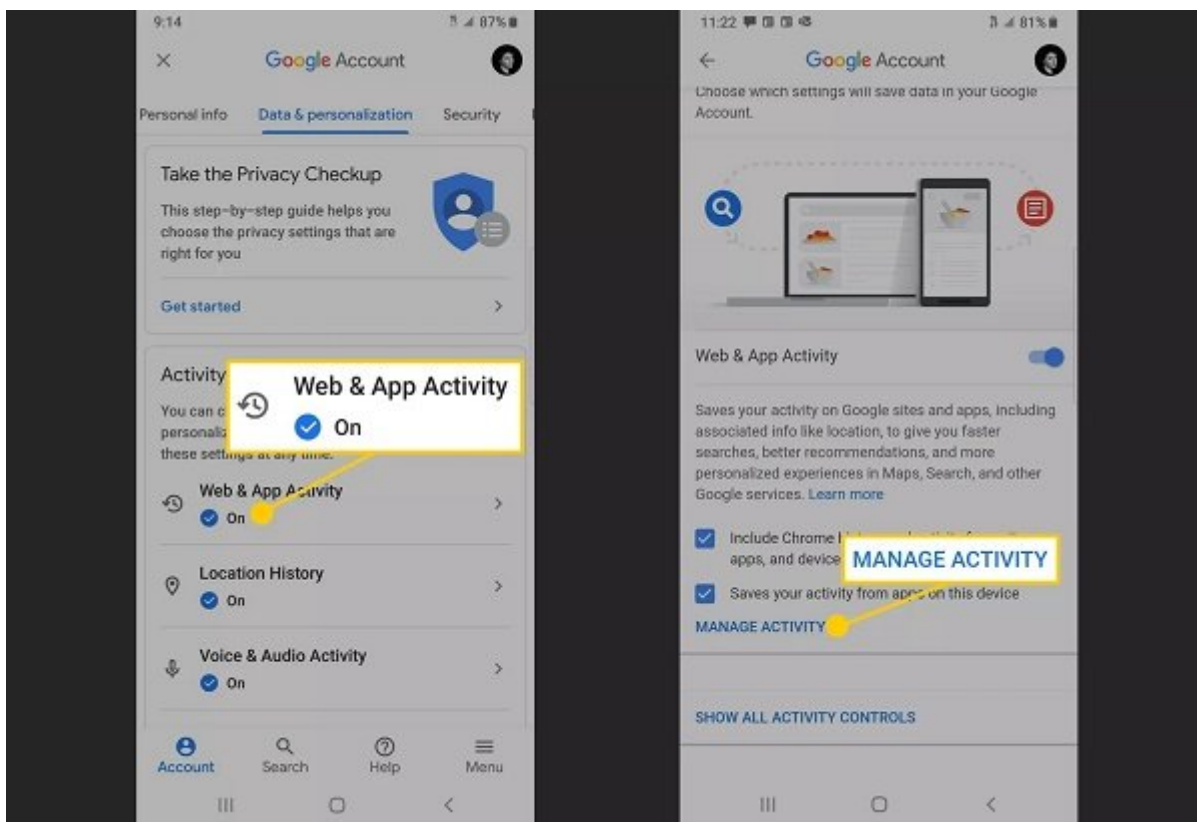 9:14
87%
Google Account
Personal info
Data & personalization
Security
Take the Privacy Checkup
This step-by-step guide helps you
choose the privacy settings that are
right for you
Get started
Activity
You can c
personaliz
these settings at any time.
Web & App Activity
On
Web & App Activity
On
Location History
On
Voice & Audio Activity
On
Account
Search
Help
Menu
11:22
81%
Google Account
Choose which settings will save data in your Google
Account.
Web & App Activity
Saves your activity on Google sites and apps, including
associated info like location, to give you faster
searches, better recommendations, and more
personalized experiences in Maps, Search, and other
Google services. Learn more
Include Chrome
apps, and device
MANAGE ACTIVITY
Saves your activity from apps on this device
MANAGE ACTIVITY
SHOW ALL ACTIVITY CONTROLS